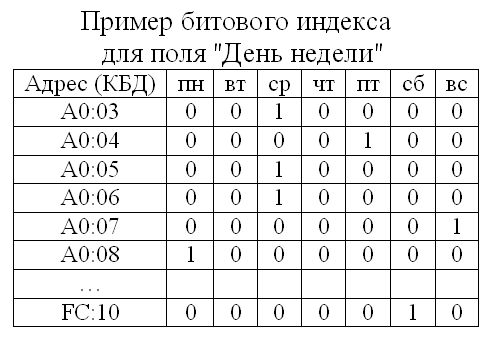 Пример битового индекса
для поля "День недели"
Адрес (КБД) пн вт ср чт пт сб вс
A0:03 0 0 1 0 0 0 0
A0:04 0 0 0 0 1 0 0
A0:05 0 0 1 0 0 0 0
A0:06 0 0 1 0 0 0 0
A0:07 0 0 0 0 0 0 1
A0:08 1 0 0 0 0 0 0
…
FC:10 0 0 0 0 0 1 0